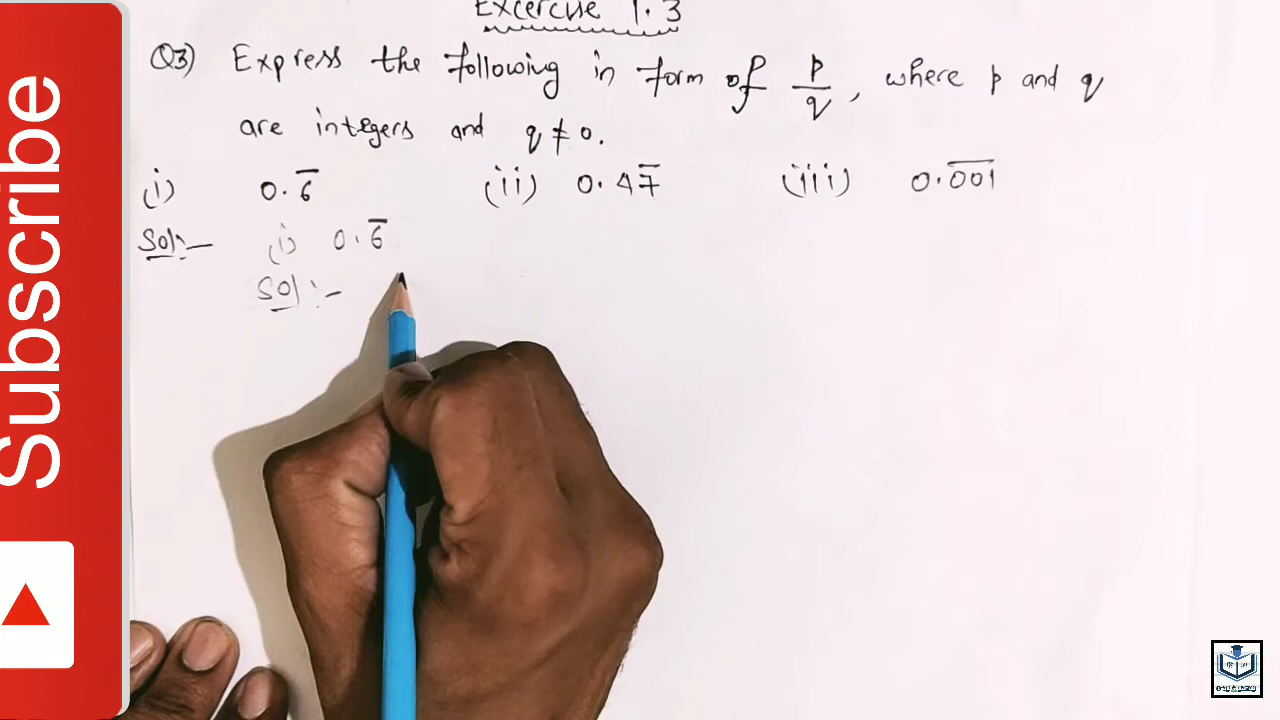 Subscribe
Excercise 1.3
Q3) Express the following in form of p/q, where p and q
are integers and q ≠ 0.
(i) 0.6̅ (ii) 0.47̅ (iii) 0.0̅0̅1̅
Sol:- (i) 0.6̅
Sol:-